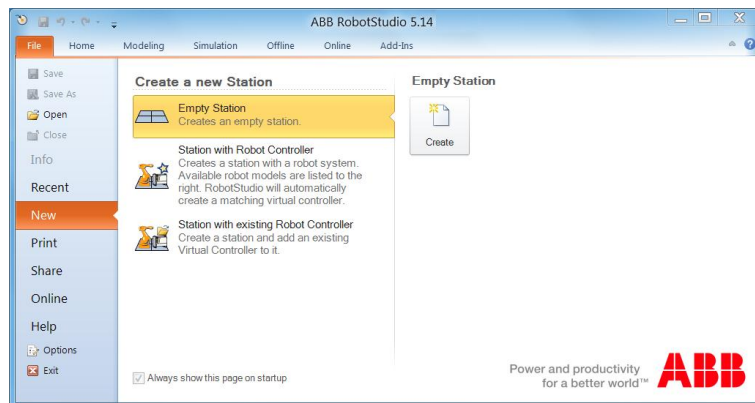 ABB RobotStudio 5.14
File Home Modeling Simulation Offline Online Add-Ins
Save
Save As
Open
Close
Info
Recent
New
Print
Share
Online
Help
Options
Exit
Create a new Station
Empty Station
Creates an empty station.
Station with Robot Controller
Creates a station with a robot system.
Available robot models are listed to the
right. RobotStudio will automatically
create a matching virtual controller.
Station with existing Robot Controller
Create a station and add an existing
Virtual Controller to it.
Always show this page on startup
Empty Station
Create
Power and productivity
for a better world™
ABB